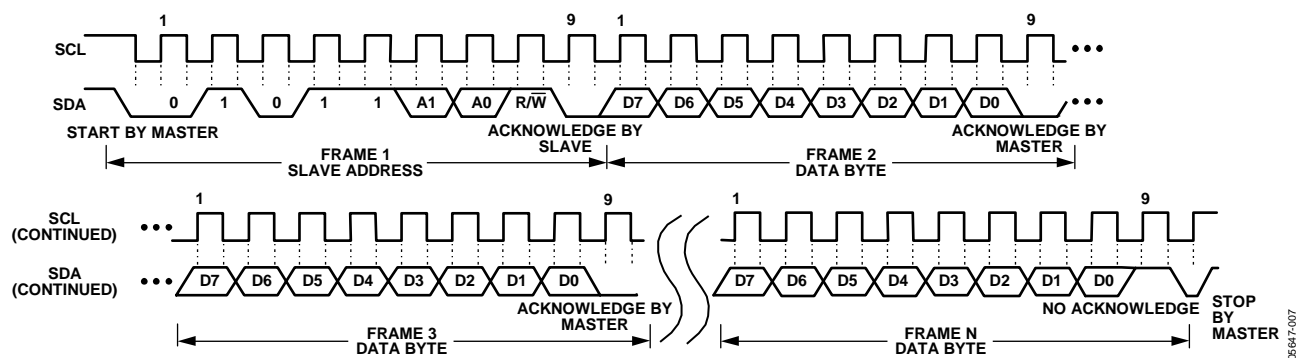 1 9 1 9
SCL
SDA 0 1 0 1 1 A1 A0 R/W̅ D7 D6 D5 D4 D3 D2 D1 D0
START BY MASTER ACKNOWLEDGE BY SLAVE ACKNOWLEDGE BY MASTER
FRAME 1 SLAVE ADDRESS FRAME 2 DATA BYTE
1 9 1 9
SCL (CONTINUED)
SDA (CONTINUED) D7 D6 D5 D4 D3 D2 D1 D0 D7 D6 D5 D4 D3 D2 D1 D0
ACKNOWLEDGE BY MASTER NO ACKNOWLEDGE STOP BY MASTER
FRAME 3 DATA BYTE FRAME N DATA BYTE
05647-007